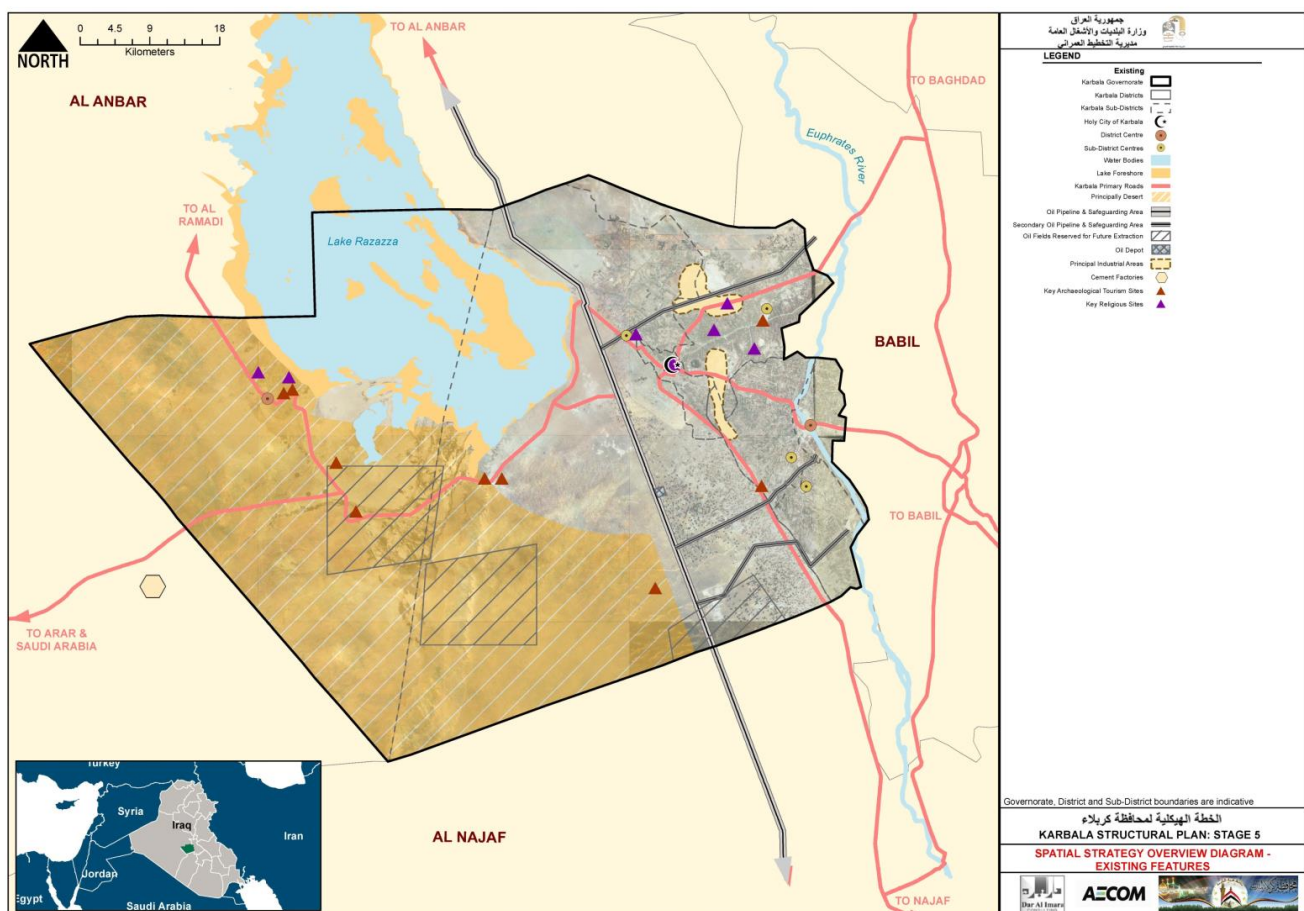 NORTH
0 4.5 9 18
Kilometers
AL ANBAR
TO AL ANBAR
TO BAGHDAD
Euphrates River
TO AL
RAMADI
Lake Razazza
BABIL
TO BABIL
TO ARAR &
SAUDI ARABIA
AL NAJAF
TO NAJAF
Turkey
Syria
Iraq
Iran
Jordan
Egypt
Saudi Arabia
جمهورية العراق
وزارة البلديات والأشغال العامة
مديرية التخطيط العمراني
LEGEND
Existing
Karbala Governorate
Karbala Districts
Karbala Sub-Districts
Holy City of Karbala
District Centre
Sub-District Centres
Water Bodies
Lake Foreshore
Karbala Primary Roads
Principally Desert
Oil Pipeline & Safeguarding Area
Secondary Oil Pipeline & Safeguarding Area
Oil Fields Reserved for Future Extraction
Oil Depot
Principal Industrial Areas
Cement Factories
Key Archaeological Tourism Sites
Key Religious Sites
Governorate, District and Sub-District boundaries are indicative
الخطة الهيكلية لمحافظة كربلاء
KARBALA STRUCTURAL PLAN: STAGE 5
SPATIAL STRATEGY OVERVIEW DIAGRAM -
EXISTING FEATURES
Dar Al Imara
AECOM